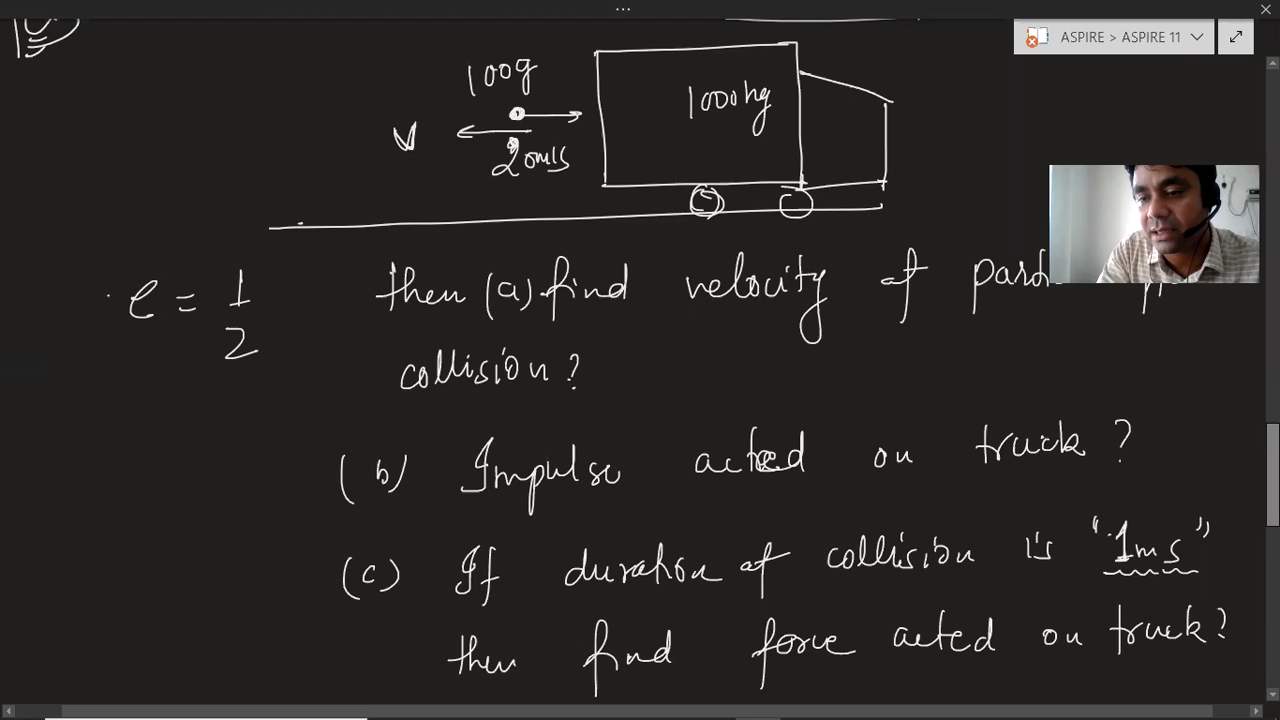 ASPIRE > ASPIRE 11
100g
1000kg
V
20m/s
e = 1/2 then (a) find velocity of
collision?
(b) Impulse acted on truck?
(c) If duration of collision is "1ms"
then find force acted on truck?